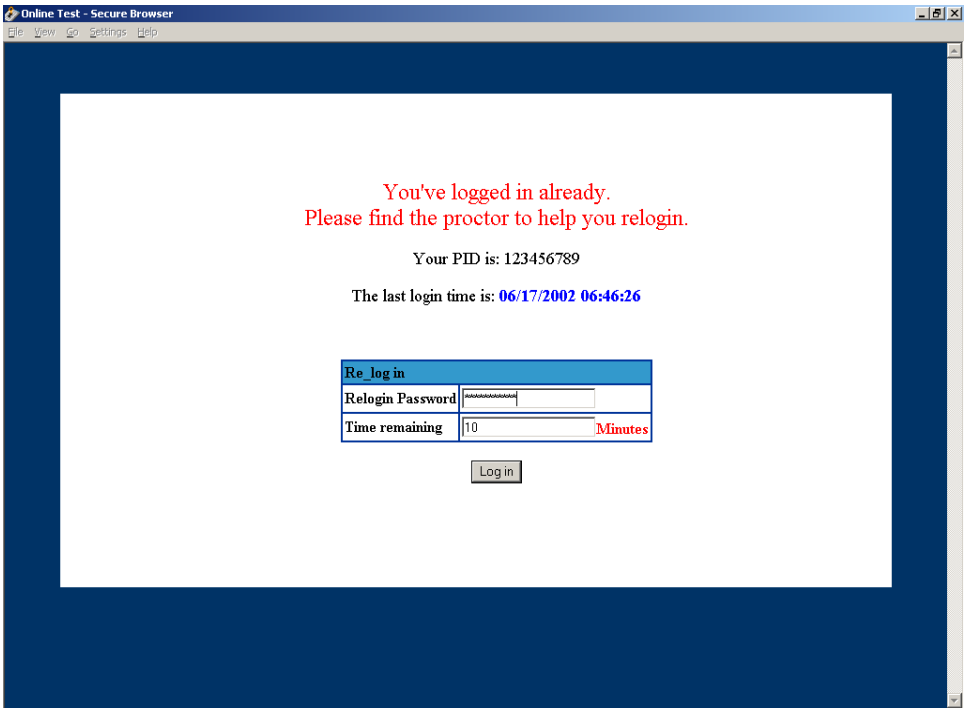 Online Test - Secure Browser
File View Go Settings Help
You've logged in already.
Please find the proctor to help you relogin.
Your PID is: 123456789
The last login time is: 06/17/2002 06:46:26
Re_log in
Relogin Password **********
Time remaining 10 Minutes
Log in